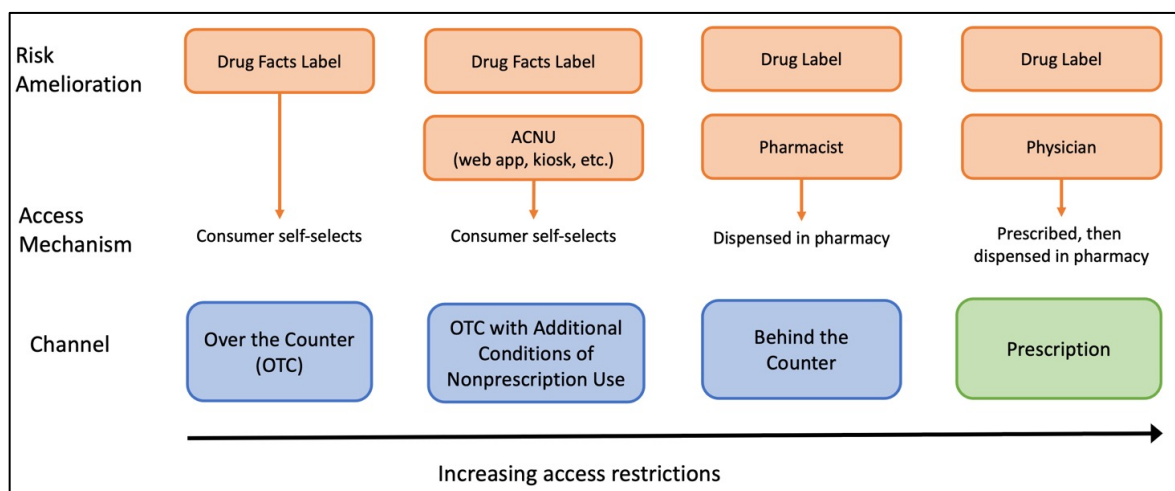 Risk
Amelioration
Drug Facts Label
Drug Facts Label
Drug Label
Drug Label
ACNU
(web app, kiosk, etc.)
Pharmacist
Physician
Access
Mechanism
Consumer self-selects
Consumer self-selects
Dispensed in pharmacy
Prescribed, then
dispensed in pharmacy
Channel
Over the Counter
(OTC)
OTC with Additional
Conditions of
Nonprescription Use
Behind the
Counter
Prescription
Increasing access restrictions